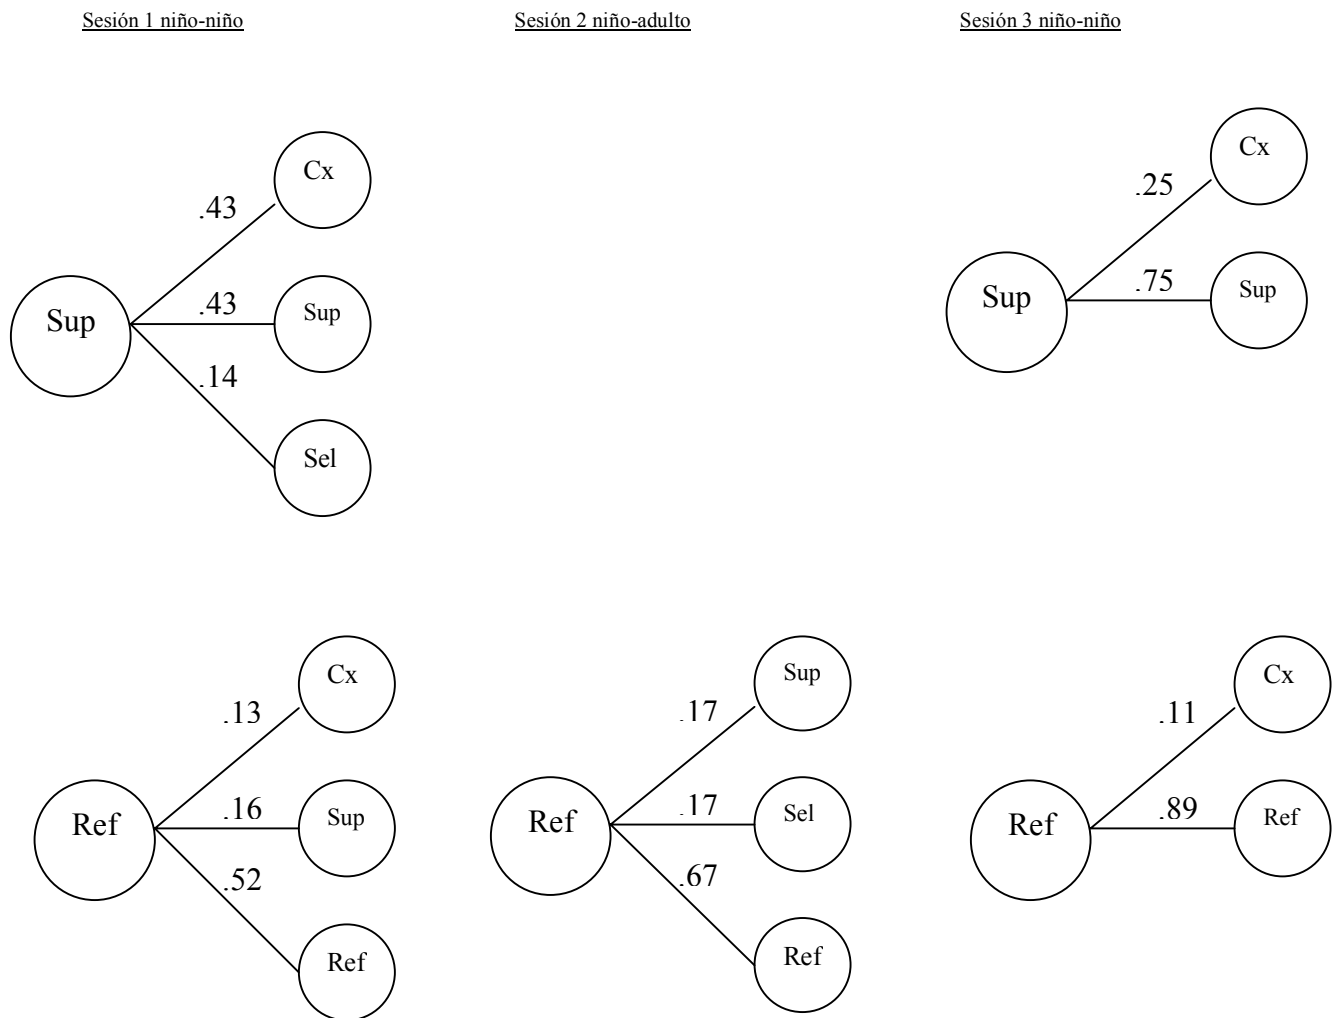 Sesión 1 niño-niño
Sesión 2 niño-adulto
Sesión 3 niño-niño
Sup
.43
Cx
.43
Sup
.14
Sel
Sup
.25
Cx
.75
Sup
Ref
.13
Cx
.16
Sup
.52
Ref
Ref
.17
Sup
.17
Sel
.67
Ref
Ref
.11
Cx
.89
Ref